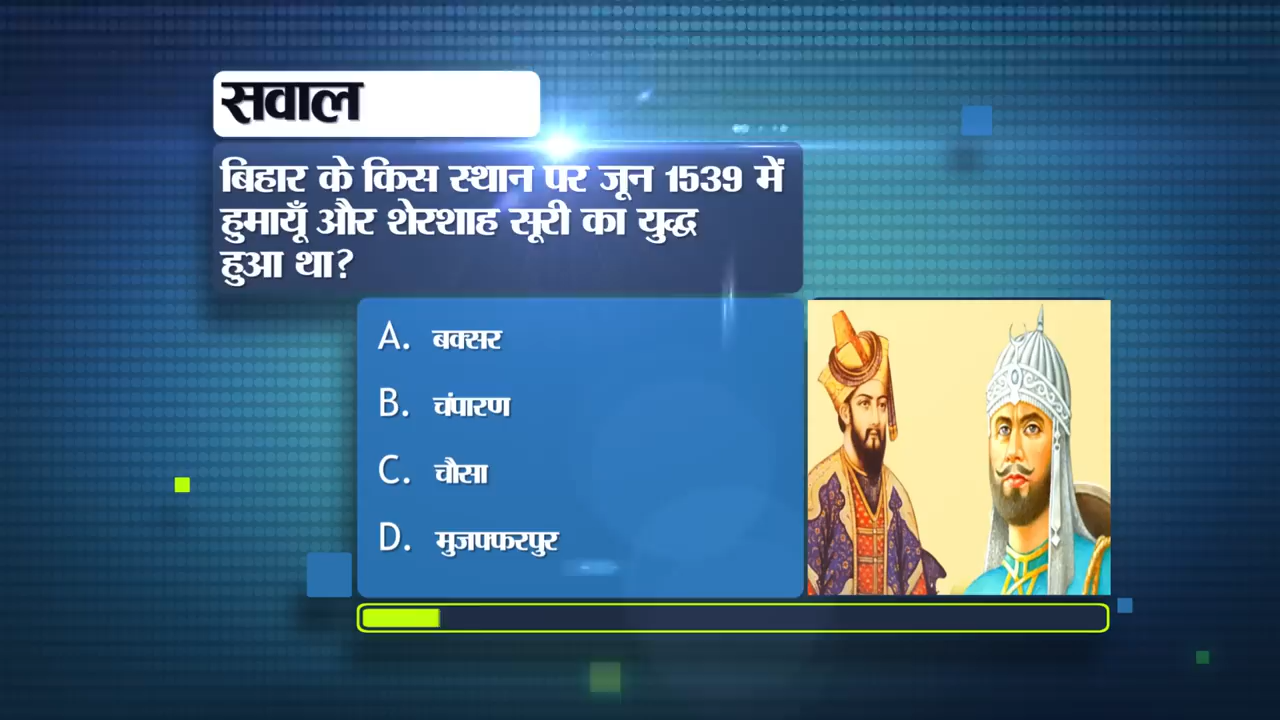 सवाल
बिहार के किस स्थान पर जून 1539 में
हुमायूँ और शेरशाह सूरी का युद्ध
हुआ था?
A. बक्सर
B. चंपारण
C. चौसा
D. मुजफ्फरपुर